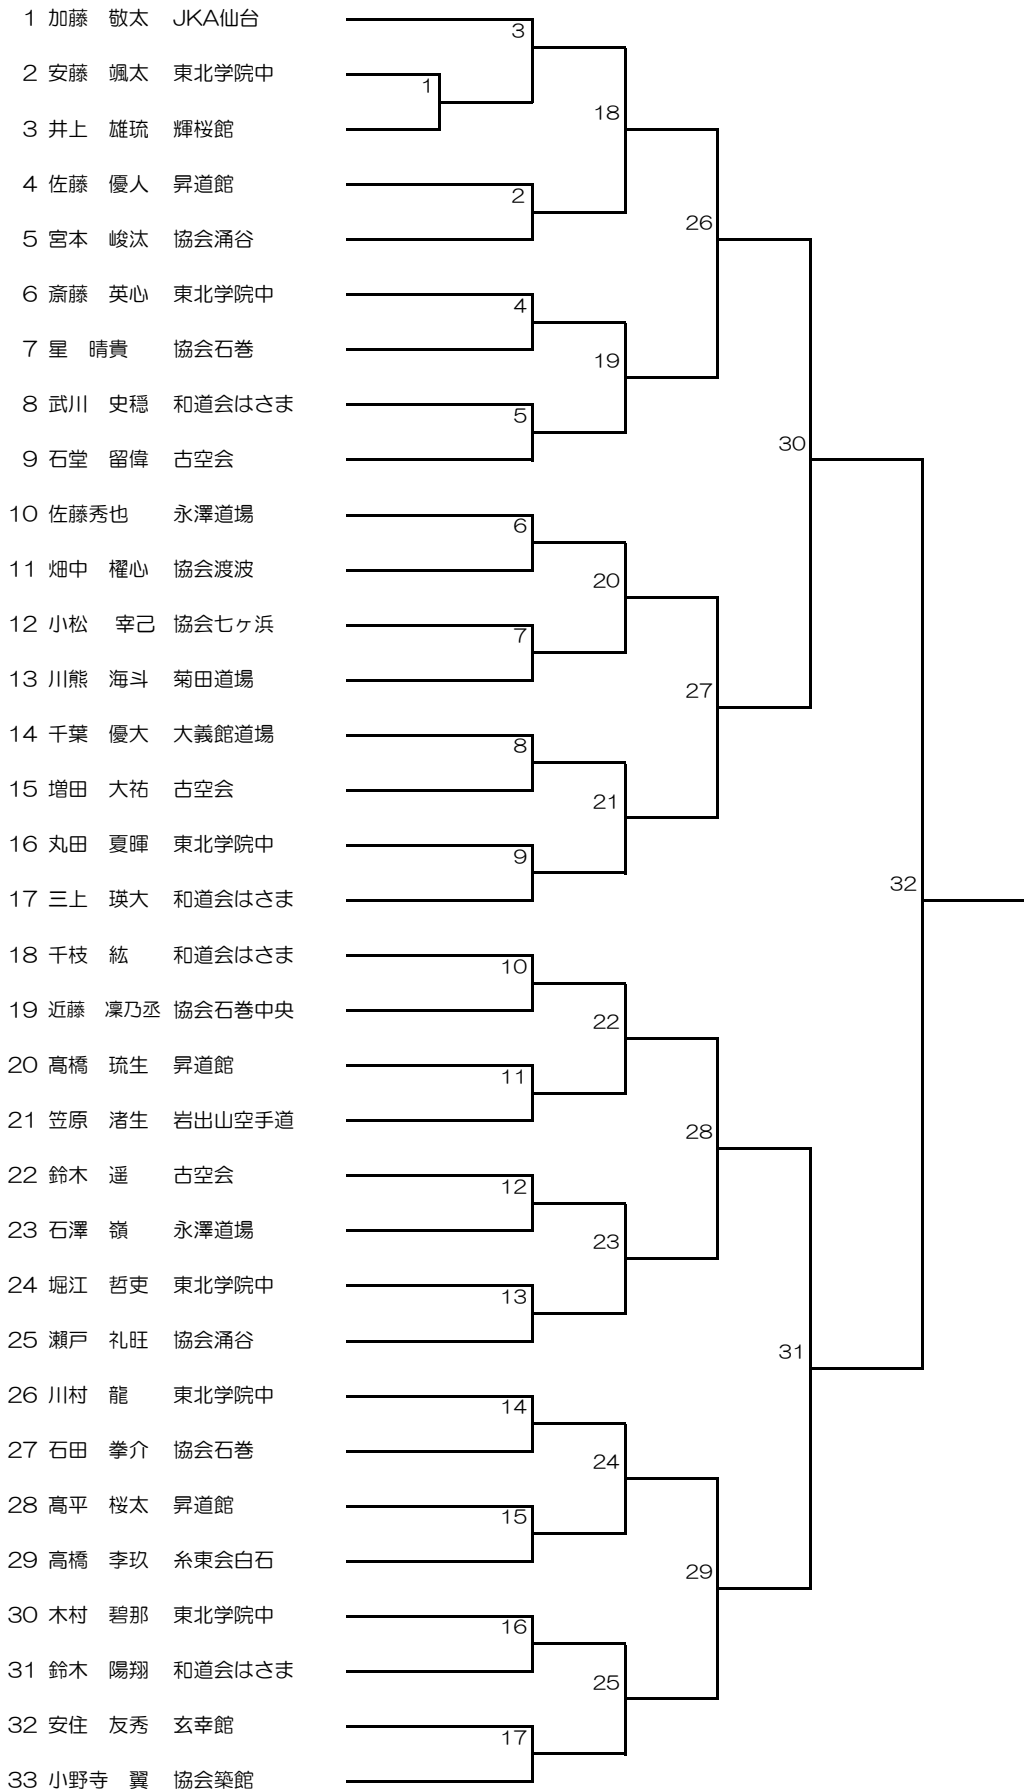 1 加藤　敬太　JKA仙台
3
2 安藤　颯太　東北学院中
1
18
3 井上　雄琉　輝桜館
4 佐藤　優人　昇道館
2
26
5 宮本　峻汰　協会涌谷
6 斎藤　英心　東北学院中
4
7 星　晴貴　協会石巻
19
8 武川　史穏　和道会はさま
5
30
9 石堂　留偉　古空会
10 佐藤秀也　永澤道場
6
11 畑中　櫂心　協会渡波
20
12 小松　宰己　協会七ヶ浜
7
13 川熊　海斗　菊田道場
27
14 千葉　優大　大義館道場
8
15 増田　大祐　古空会
21
16 丸田　夏暉　東北学院中
9
32
17 三上　瑛大　和道会はさま
18 千枝　紘　和道会はさま
10
19 近藤　凜乃丞　協会石巻中央
22
20 髙橋　琉生　昇道館
11
21 笠原　渚生　岩出山空手道
28
22 鈴木　遥　古空会
12
23 石澤　嶺　永澤道場
23
24 堀江　哲吏　東北学院中
13
25 瀬戸　礼旺　協会涌谷
31
26 川村　龍　東北学院中
14
27 石田　拳介　協会石巻
24
28 髙平　桜太　昇道館
15
29 高橋　李玖　糸東会白石
29
30 木村　碧那　東北学院中
16
31 鈴木　陽翔　和道会はさま
25
32 安住　友秀　玄幸館
17
33 小野寺　翼　協会築館